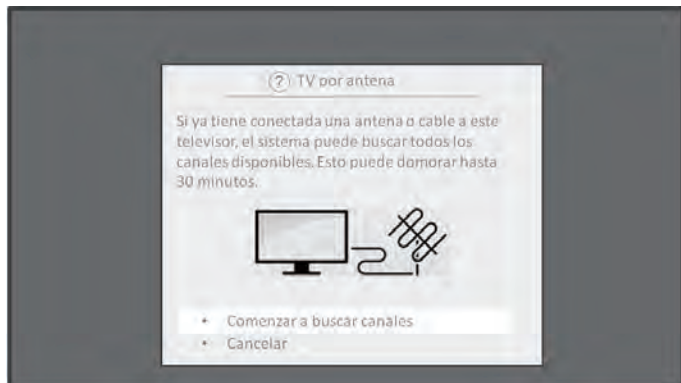 ? TV por antena
Si ya tiene conectada una antena o cable a este
televisor, el sistema puede buscar todos los
canales disponibles. Esto puede domorar hasta
30 minutos.
• Comenzar a buscar canales
• Cancelar